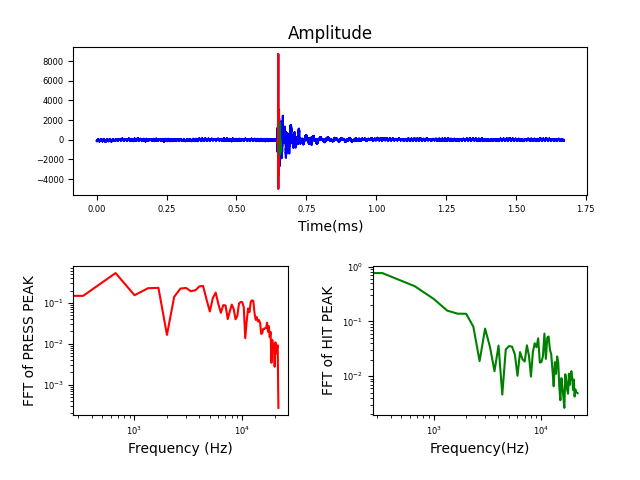 Amplitude
8000
6000
4000
2000
0
−2000
−4000
0.00 0.25 0.50 0.75 1.00 1.25 1.50 1.75
Time(ms)
FFT of PRESS PEAK
10⁻¹
10⁻²
10⁻³
10³ 10⁴
Frequency (Hz)
FFT of HIT PEAK
10⁰
10⁻¹
10⁻²
10³ 10⁴
Frequency(Hz)